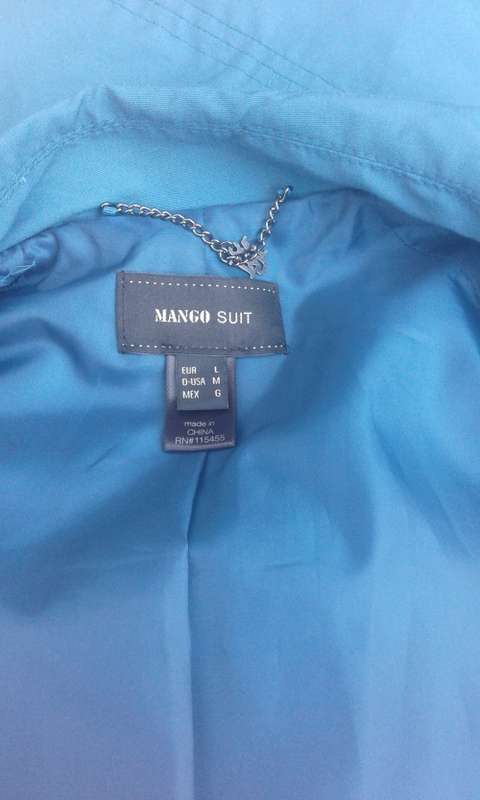 MANGO SUIT
EUR L
D-USA M
MEX G
made in
CHINA
RN#115455